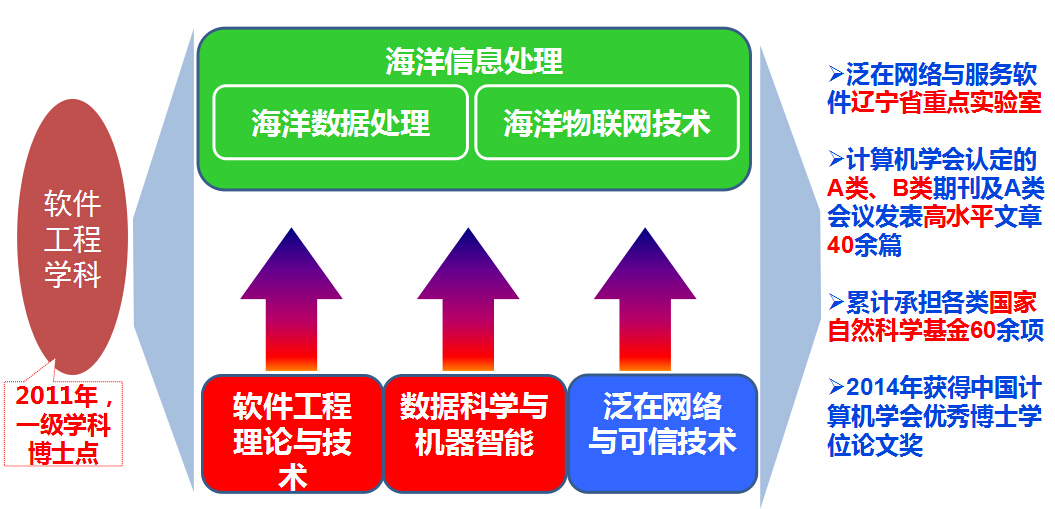 软件
工程
学科
2011年，
一级学科
博士点
海洋信息处理
海洋数据处理
海洋物联网技术
软件工程
理论与技
术
数据科学与
机器智能
泛在网络
与可信技术
➢泛在网络与服务软
件辽宁省重点实验室
➢计算机学会认定的
A类、B类期刊及A类
会议发表高水平文章
40余篇
➢累计承担各类国家
自然科学基金60余项
➢2014年获得中国计
算机学会优秀博士学
位论文奖